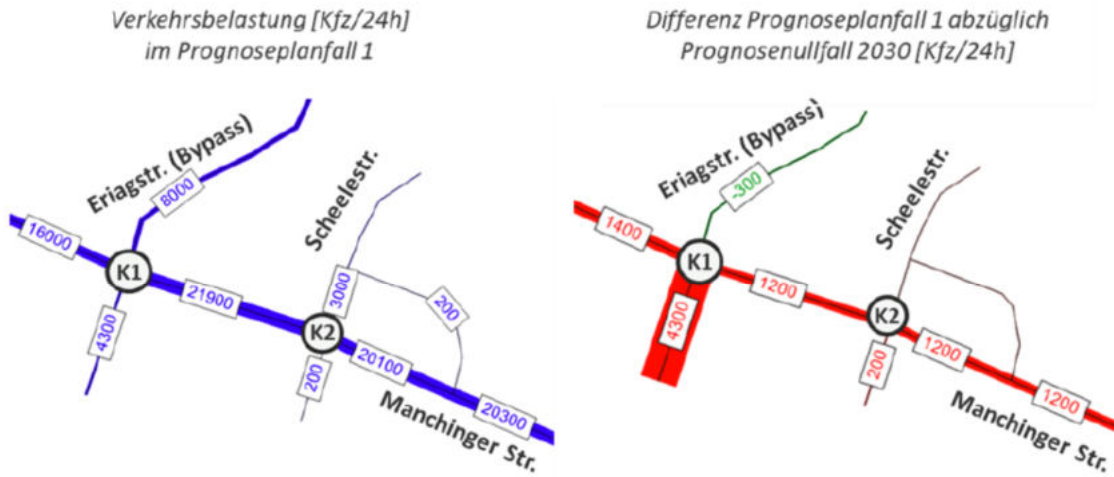 Verkehrsbelastung [Kfz/24h]
im Prognoseplanfall 1
Eriagstr. (Bypass)
8000
Scheelestr.
16000
K1
21900
3000
200
4300
K2
20100
200
20300
Manchinger Str.
Differenz Prognoseplanfall 1 abzüglich
Prognosenullfall 2030 [Kfz/24h]
Eriagstr. (Bypass)
-300
Scheelestr.
1400
K1
1200
4300
K2
1200
200
1200
Manchinger Str.